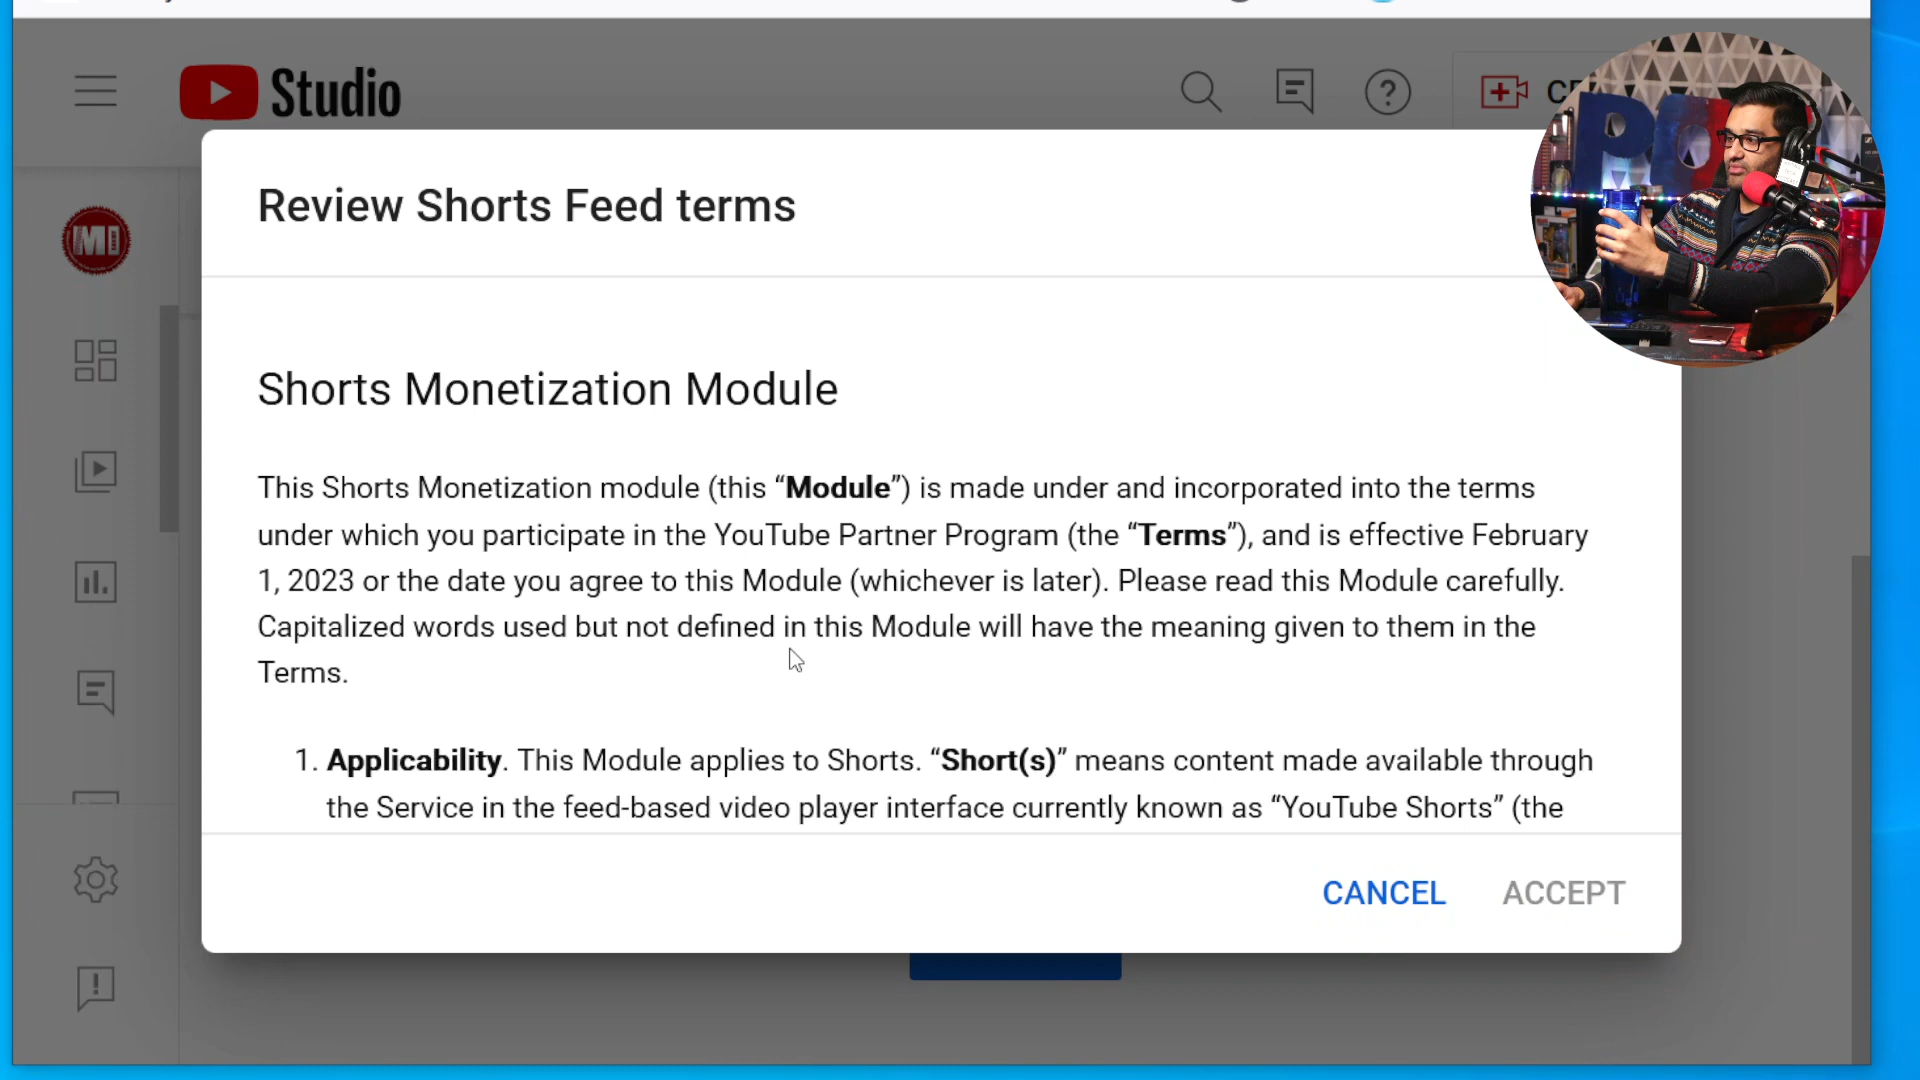 Studio
Review Shorts Feed terms
Shorts Monetization Module
This Shorts Monetization module (this “Module”) is made under and incorporated into the terms
under which you participate in the YouTube Partner Program (the “Terms”), and is effective February
1, 2023 or the date you agree to this Module (whichever is later). Please read this Module carefully.
Capitalized words used but not defined in this Module will have the meaning given to them in the
Terms.
1. Applicability. This Module applies to Shorts. “Short(s)” means content made available through
the Service in the feed-based video player interface currently known as “YouTube Shorts” (the
CANCEL ACCEPT